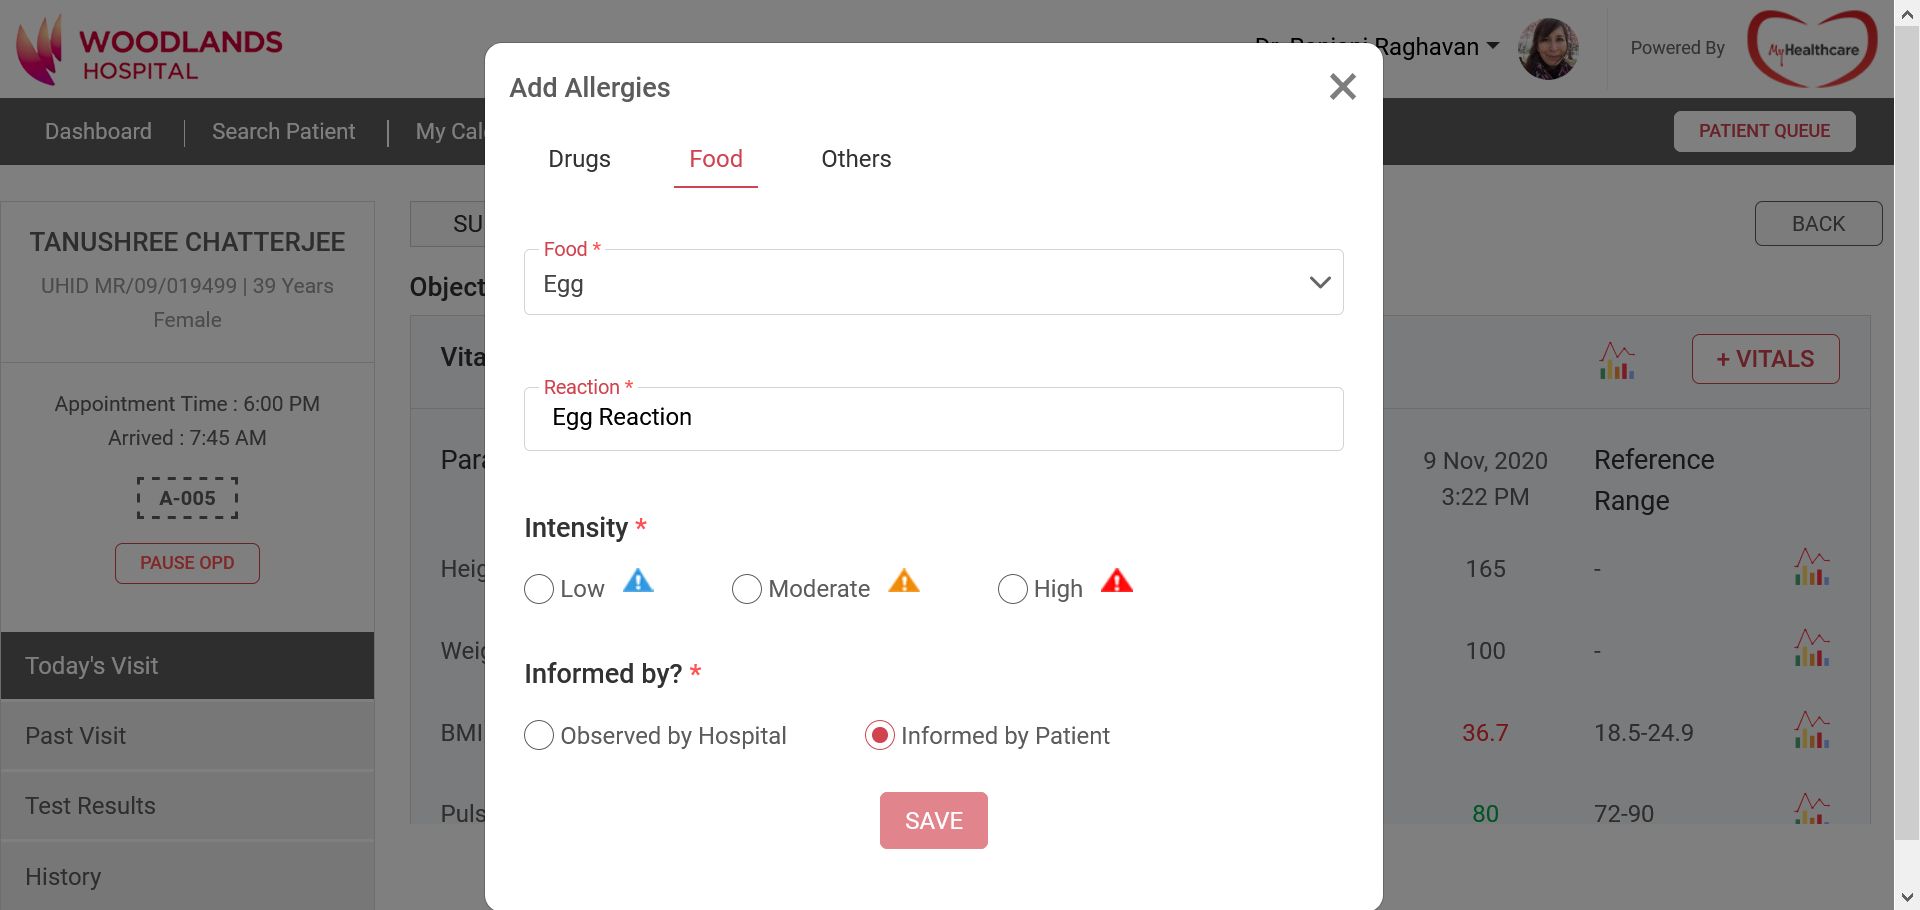 WOODLANDS
HOSPITAL
Raghavan
Powered By
MyHealthcare
Dashboard
Search Patient
My Cal
PATIENT QUEUE
Add Allergies
Drugs
Food
Others
TANUSHREE CHATTERJEE
UHID MR/09/019499 | 39 Years
Female
Appointment Time : 6:00 PM
Arrived : 7:45 AM
A-005
PAUSE OPD
Today's Visit
Past Visit
Test Results
History
SU
BACK
Object
Vita
+ VITALS
Para
9 Nov, 2020
3:22 PM
Reference
Range
Heig
165
-
Weig
100
-
BMI
36.7
18.5-24.9
Puls
80
72-90
Food *
Egg
Reaction *
Egg Reaction
Intensity *
Low
Moderate
High
Informed by? *
Observed by Hospital
Informed by Patient
SAVE